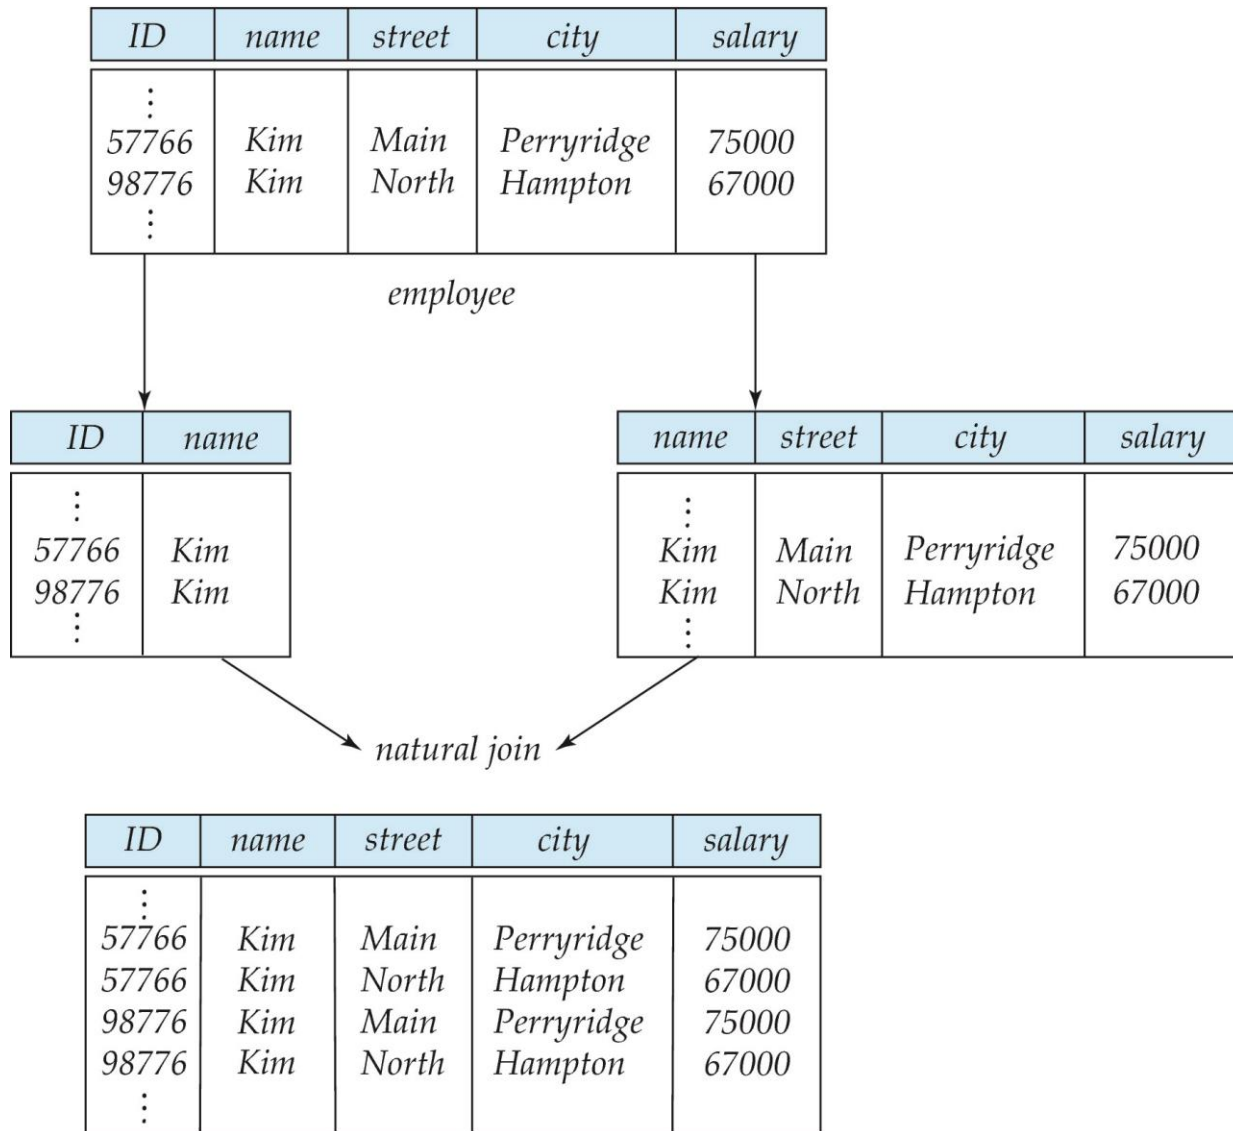 ID name street city salary
⋮
57766 Kim Main Perryridge 75000
98776 Kim North Hampton 67000
⋮
employee
ID name
⋮
57766 Kim
98776 Kim
⋮
name street city salary
⋮
Kim Main Perryridge 75000
Kim North Hampton 67000
⋮
natural join
ID name street city salary
⋮
57766 Kim Main Perryridge 75000
57766 Kim North Hampton 67000
98776 Kim Main Perryridge 75000
98776 Kim North Hampton 67000
⋮